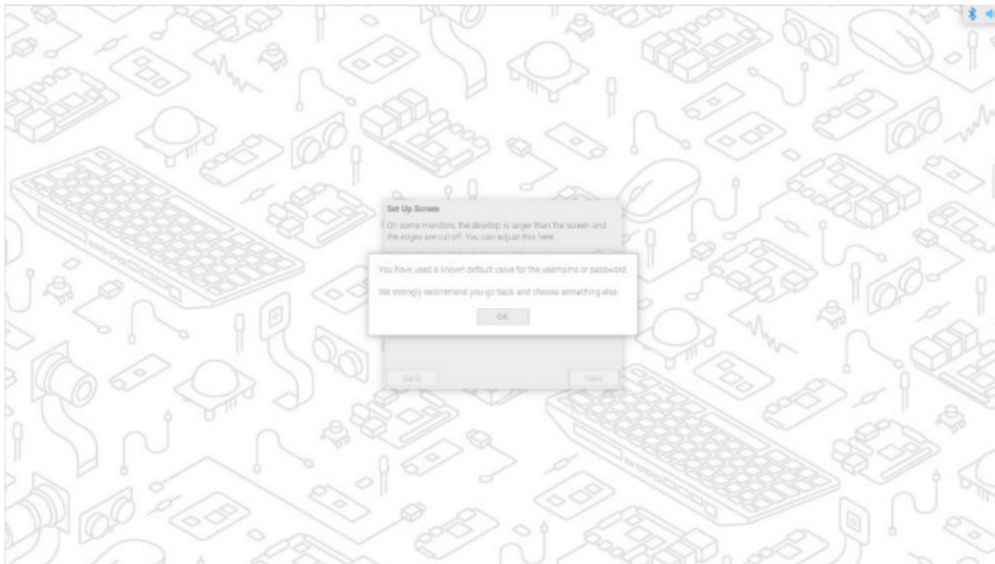 Set Up Screen
On some monitors, the desktop is larger than the screen and
the edges are cut off. You can adjust this here.
You have used a known default value for the username or password.
We strongly recommend you go back and choose something else.
OK
Back
Next